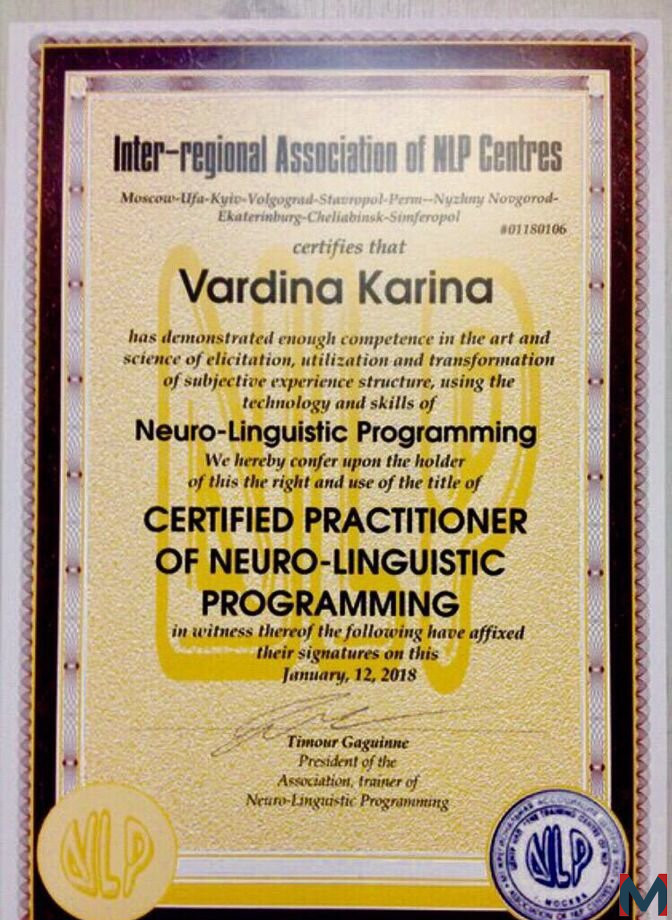 Inter-regional Association of NLP Centres
Moscow-Ufa-Kyiv-Volgograd-Stavropol-Perm--Nyzhny Novgorod-
Ekaterinburg-Cheliabinsk-Simferopol
#01180106
certifies that
Vardina Karina
has demonstrated enough competence in the art and
science of elicitation, utilization and transformation
of subjective experience structure, using the
technology and skills of
Neuro-Linguistic Programming
We hereby confer upon the holder
of this the right and use of the title of
CERTIFIED PRACTITIONER
OF NEURO-LINGUISTIC
PROGRAMMING
in witness thereof the following have affixed
their signatures on this
January, 12, 2018
Timour Gaguinne
President of the
Association, trainer of
Neuro-Linguistic Programming
NLP
NLP
г. МОСКВА
M